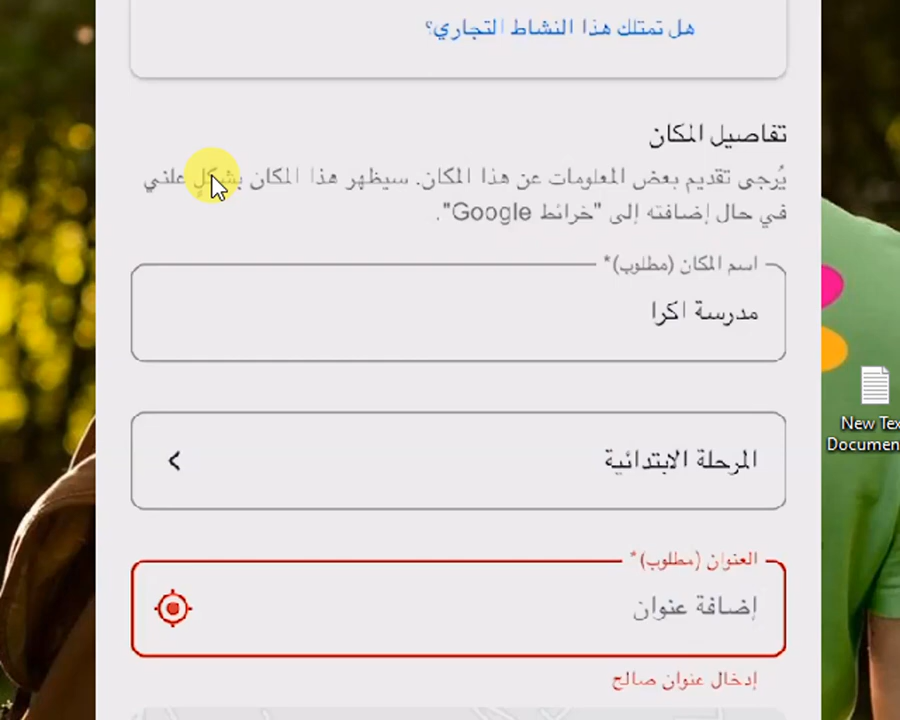 هل تمتلك هذا النشاط التجاري؟
تفاصيل المكان
يُرجى تقديم بعض المعلومات عن هذا المكان. سيظهر هذا المكان بشكلٍ علني
في حال إضافته إلى "خرائط Google".
اسم المكان (مطلوب)*
مدرسة اكرا
المرحلة الابتدائية
العنوان (مطلوب)*
إضافة عنوان
إدخال عنوان صالح
New Tex
Documen